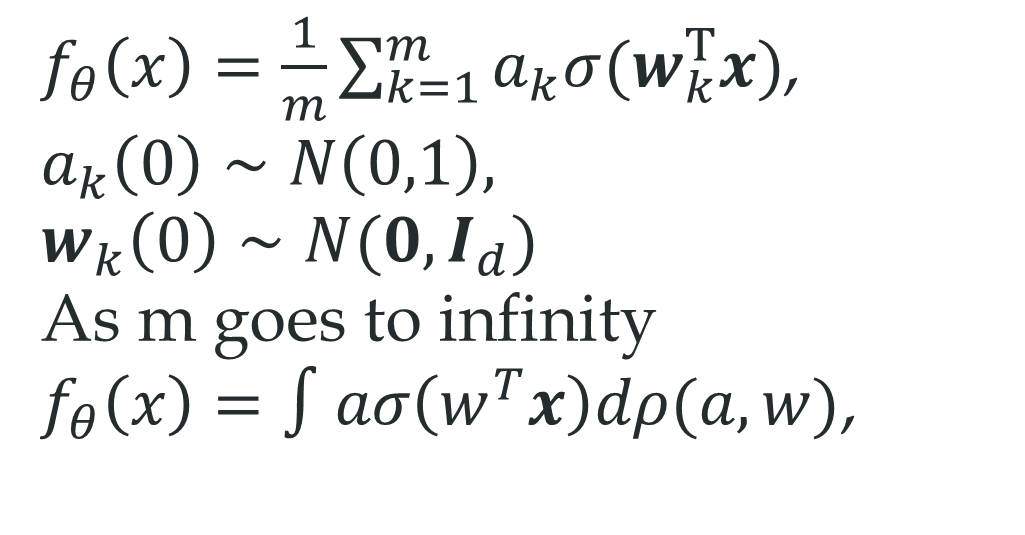 f_θ(x) = 1/m ∑_{k=1}^{m} a_k σ(𝒘_k^T 𝒙),
a_k(0) ~ N(0,1),
𝒘_k(0) ~ N(𝟎, 𝑰_d)
As m goes to infinity
f_θ(x) = ∫ aσ(w^T 𝒙)dρ(a, w),